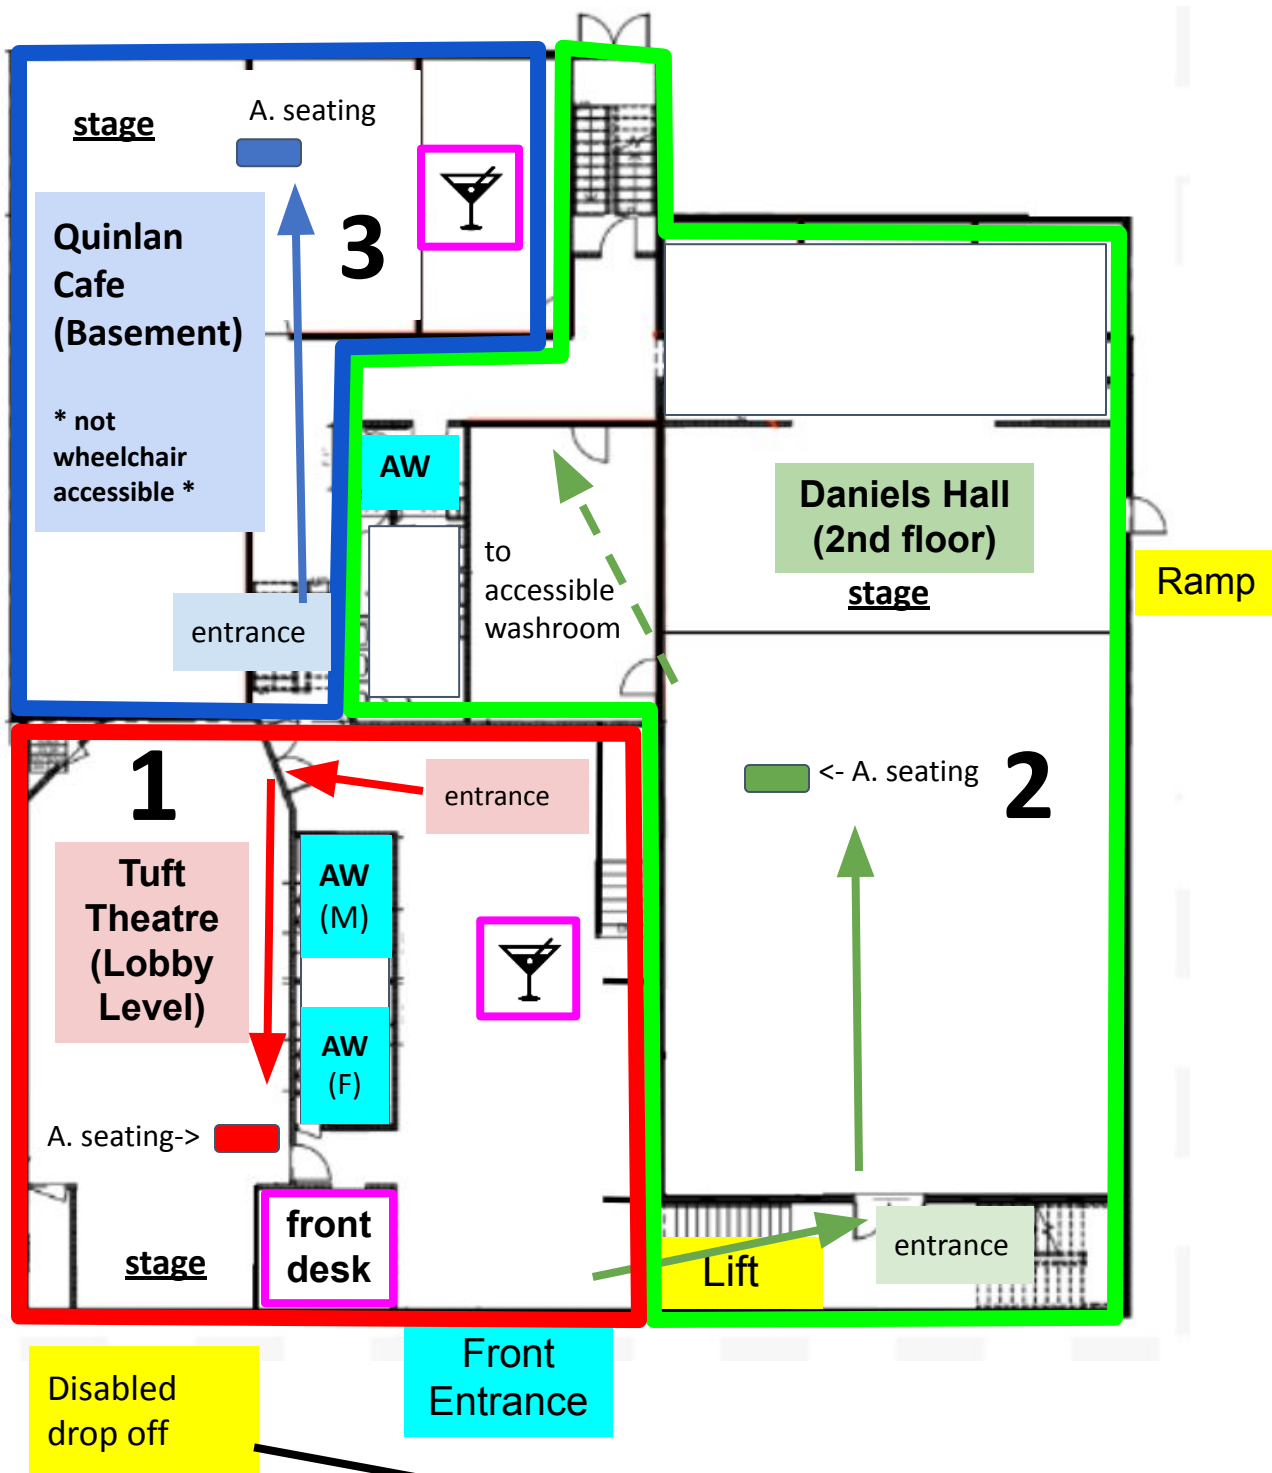 stage
A. seating
Quinlan
Cafe
(Basement)
* not
wheelchair
accessible *
3
entrance
AW
to
accessible
washroom
Daniels Hall
(2nd floor)
stage
Ramp
<- A. seating
2
1
entrance
Tuft
Theatre
(Lobby
Level)
AW
(M)
AW
(F)
A. seating->
stage
front
desk
Lift
entrance
Front
Entrance
Disabled
drop off